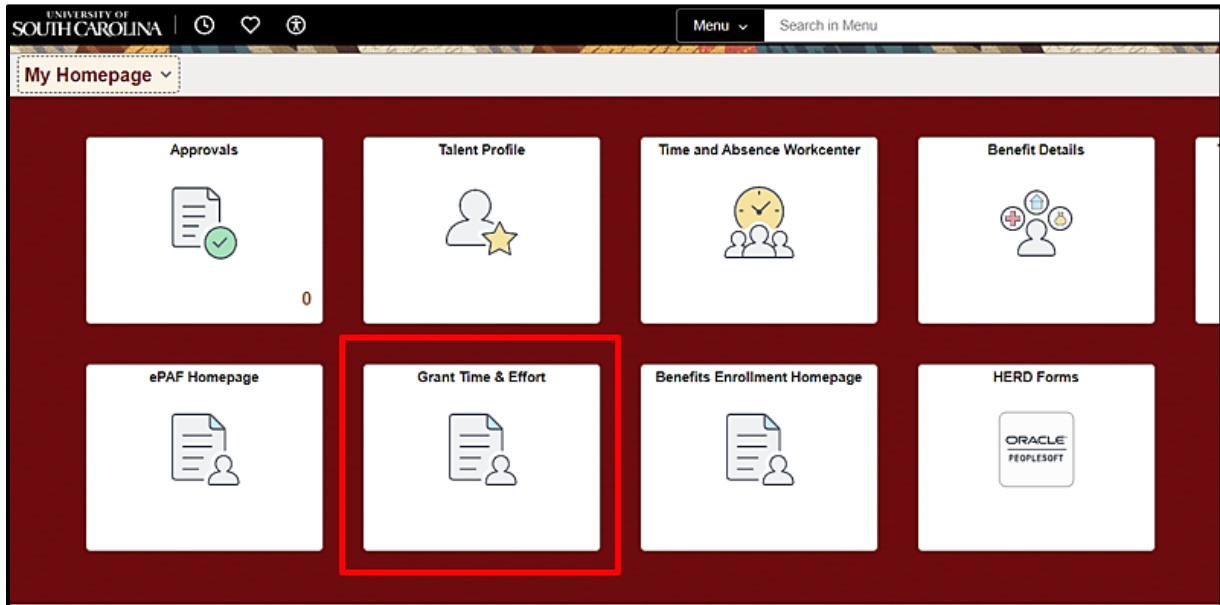 UNIVERSITY OF
SOUTH CAROLINA
Menu
Search in Menu
My Homepage
Approvals
Talent Profile
Time and Absence Workcenter
Benefit Details
0
ePAF Homepage
Grant Time & Effort
Benefits Enrollment Homepage
HERD Forms
ORACLE
PEOPLESOFT